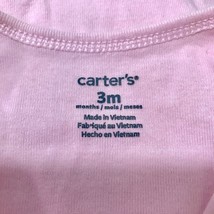 carter's®
3m
months / mois / meses
Made in Vietnam
Fabriqué au Vietnam
Hecho en Vietnam